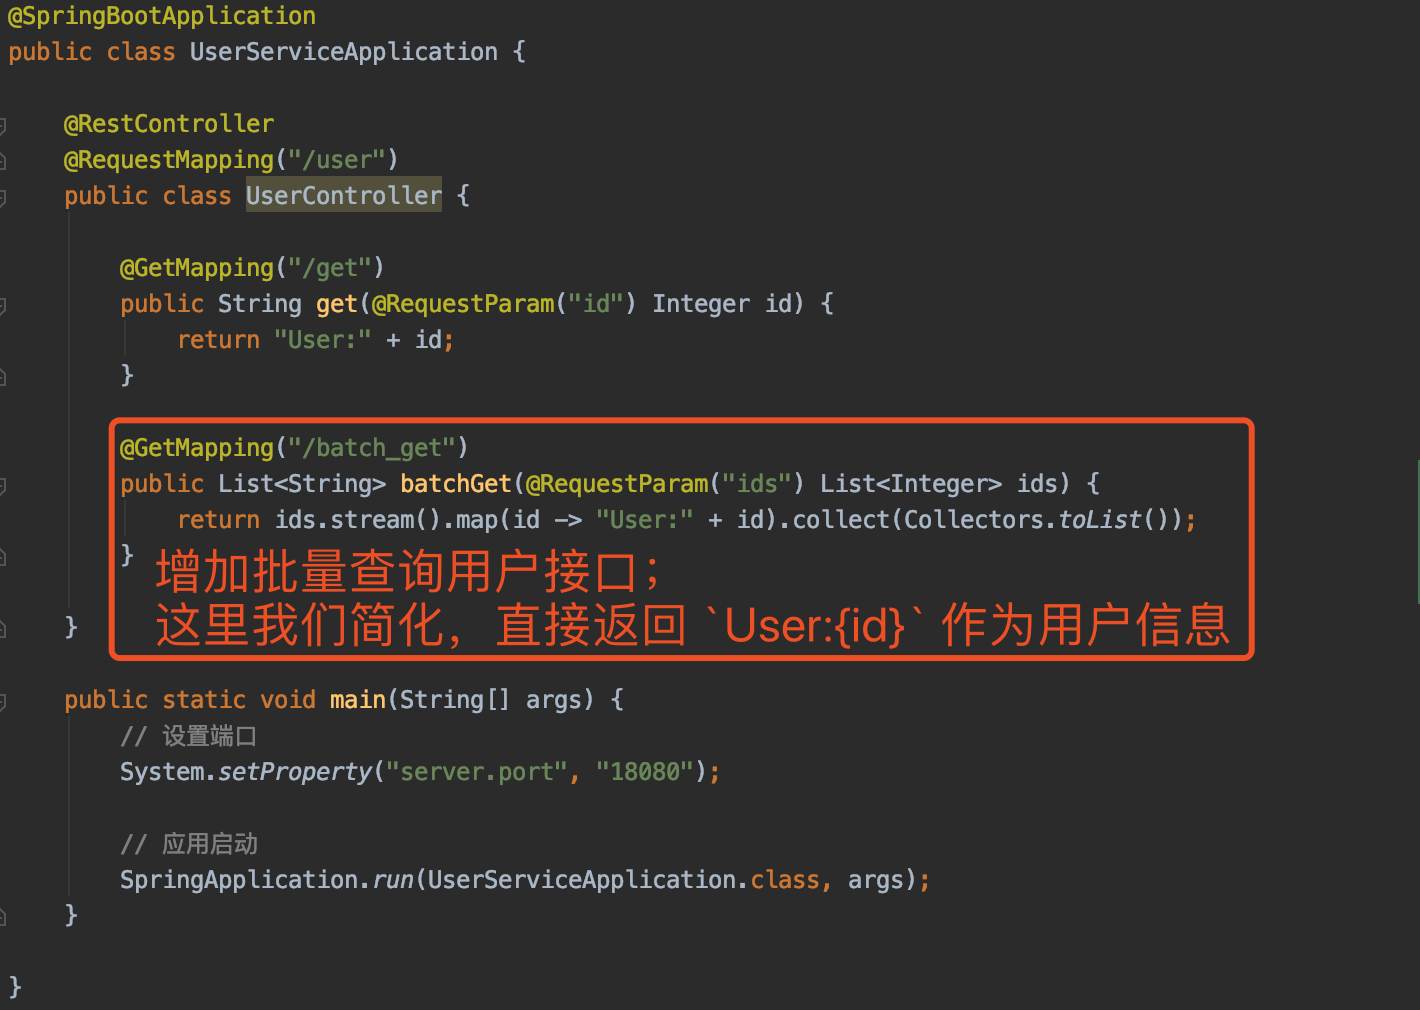 @SpringBootApplication
public class UserServiceApplication {
@RestController
@RequestMapping("/user")
public class UserController {
@GetMapping("/get")
public String get(@RequestParam("id") Integer id) {
return "User:" + id;
}
@GetMapping("/batch_get")
public List<String> batchGet(@RequestParam("ids") List<Integer> ids) {
return ids.stream().map(id -> "User:" + id).collect(Collectors.toList());
}
增加批量查询用户接口；
这里我们简化，直接返回 `User:{id}` 作为用户信息
}
public static void main(String[] args) {
// 设置端口
System.setProperty("server.port", "18080");
// 应用启动
SpringApplication.run(UserServiceApplication.class, args);
}
}